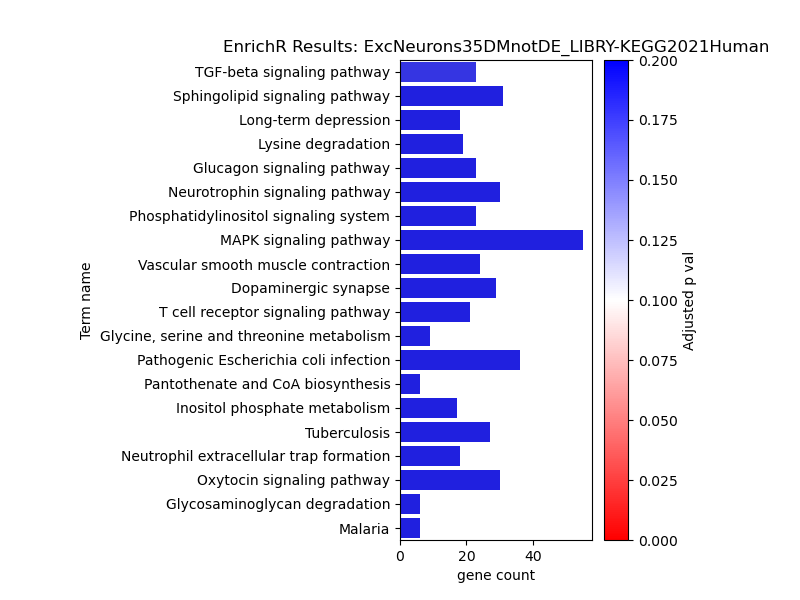 EnrichR Results: ExcNeurons35DMnotDE_LIBRY-KEGG2021Human
TGF-beta signaling pathway
Sphingolipid signaling pathway
Long-term depression
Lysine degradation
Glucagon signaling pathway
Neurotrophin signaling pathway
Phosphatidylinositol signaling system
MAPK signaling pathway
Vascular smooth muscle contraction
Dopaminergic synapse
T cell receptor signaling pathway
Glycine, serine and threonine metabolism
Pathogenic Escherichia coli infection
Pantothenate and CoA biosynthesis
Inositol phosphate metabolism
Tuberculosis
Neutrophil extracellular trap formation
Oxytocin signaling pathway
Glycosaminoglycan degradation
Malaria
Term name
0 20 40
gene count
0.200
0.175
0.150
0.125
0.100
0.075
0.050
0.025
0.000
Adjusted p val